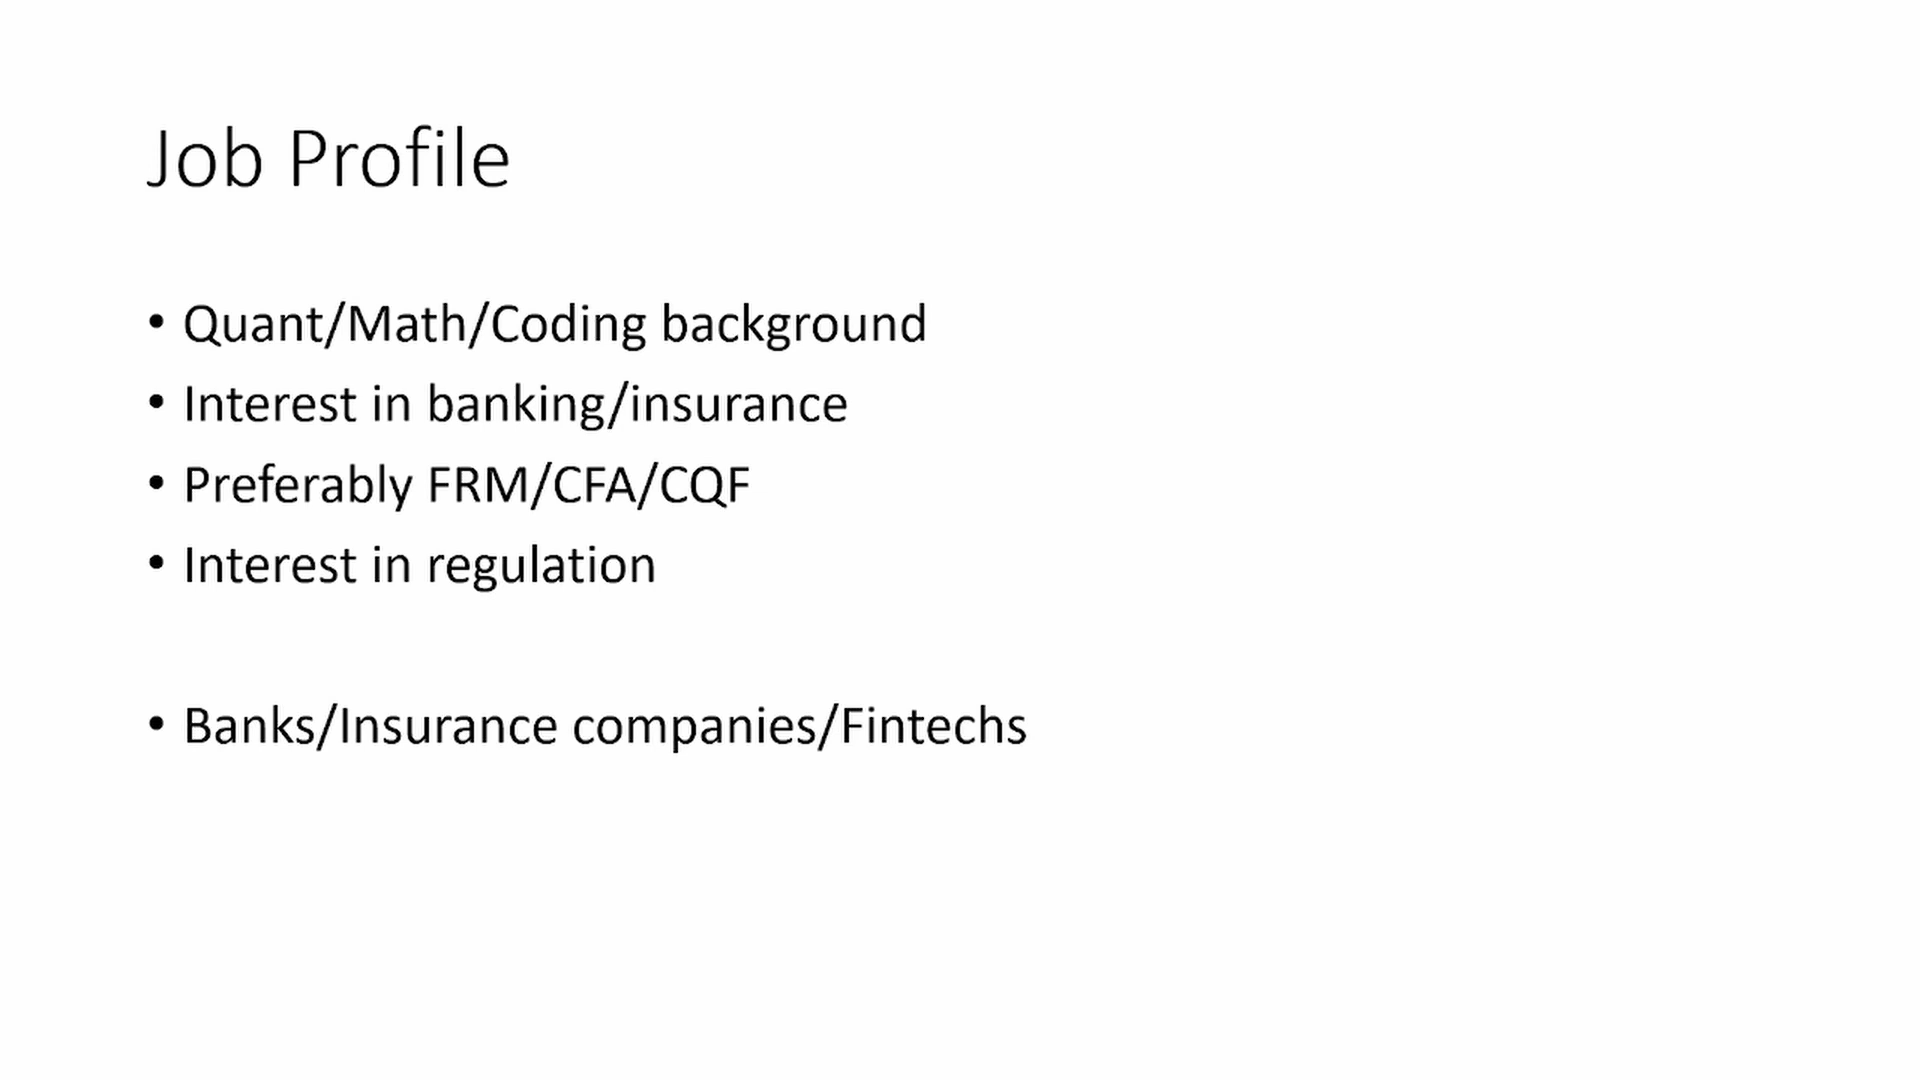 Job Profile
• Quant/Math/Coding background
• Interest in banking/insurance
• Preferably FRM/CFA/CQF
• Interest in regulation
• Banks/Insurance companies/Fintechs